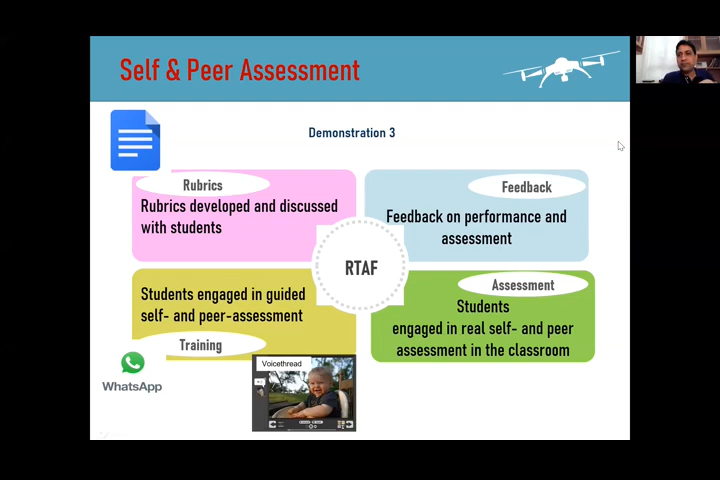 Self & Peer Assessment
Demonstration 3
Rubrics
Rubrics developed and discussed
with students
Feedback
Feedback on performance and
assessment
RTAF
Students engaged in guided
self- and peer-assessment
Training
Assessment
Students
engaged in real self- and peer
assessment in the classroom
WhatsApp
Voicethread